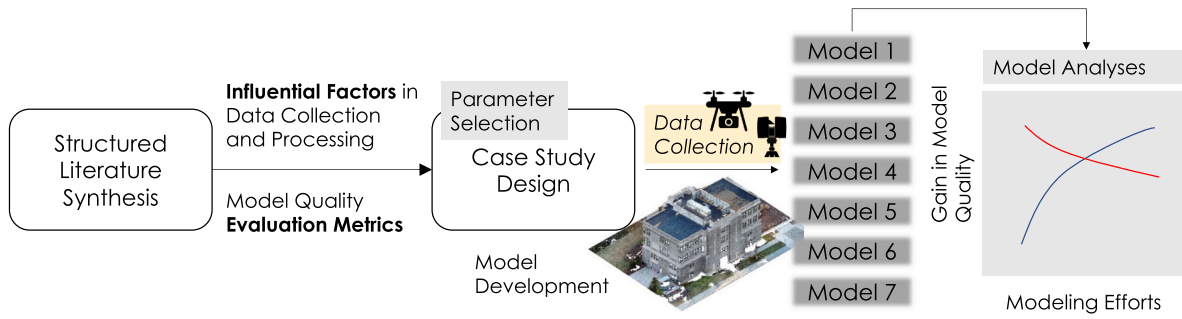 Structured
Literature
Synthesis
Influential Factors in
Data Collection
and Processing
Model Quality
Evaluation Metrics
Parameter
Selection
Case Study
Design
Model
Development
Data
Collection
Model 1
Model 2
Model 3
Model 4
Model 5
Model 6
Model 7
Model Analyses
Gain in Model
Quality
Modeling Efforts